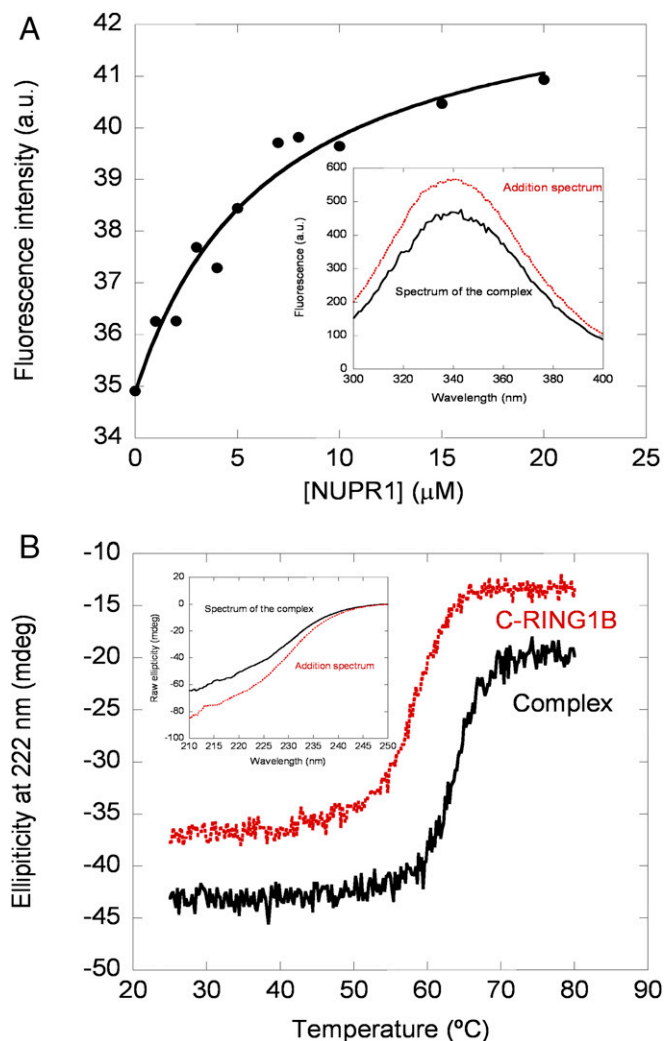 A
Fluorescence intensity (a.u.)
42
41
40
39
38
37
36
35
34
0 5 10 15 20 25
[NUPR1] (μM)
Fluorescence (a.u.)
600
500
400
300
200
100
0
Addition spectrum
Spectrum of the complex
300 320 340 360 380 400
Wavelength (nm)
B
Ellipiticity at 222 nm (mdeg)
-10
-15
-20
-25
-30
-35
-40
-45
-50
20 30 40 50 60 70 80 90
Temperature (ºC)
Raw ellipticity (mdeg)
20
0
-20
-40
-60
-80
-100
Spectrum of the complex
Addition spectrum
210 215 220 225 230 235 240 245 250
Wavelength (nm)
C-RING1B
Complex